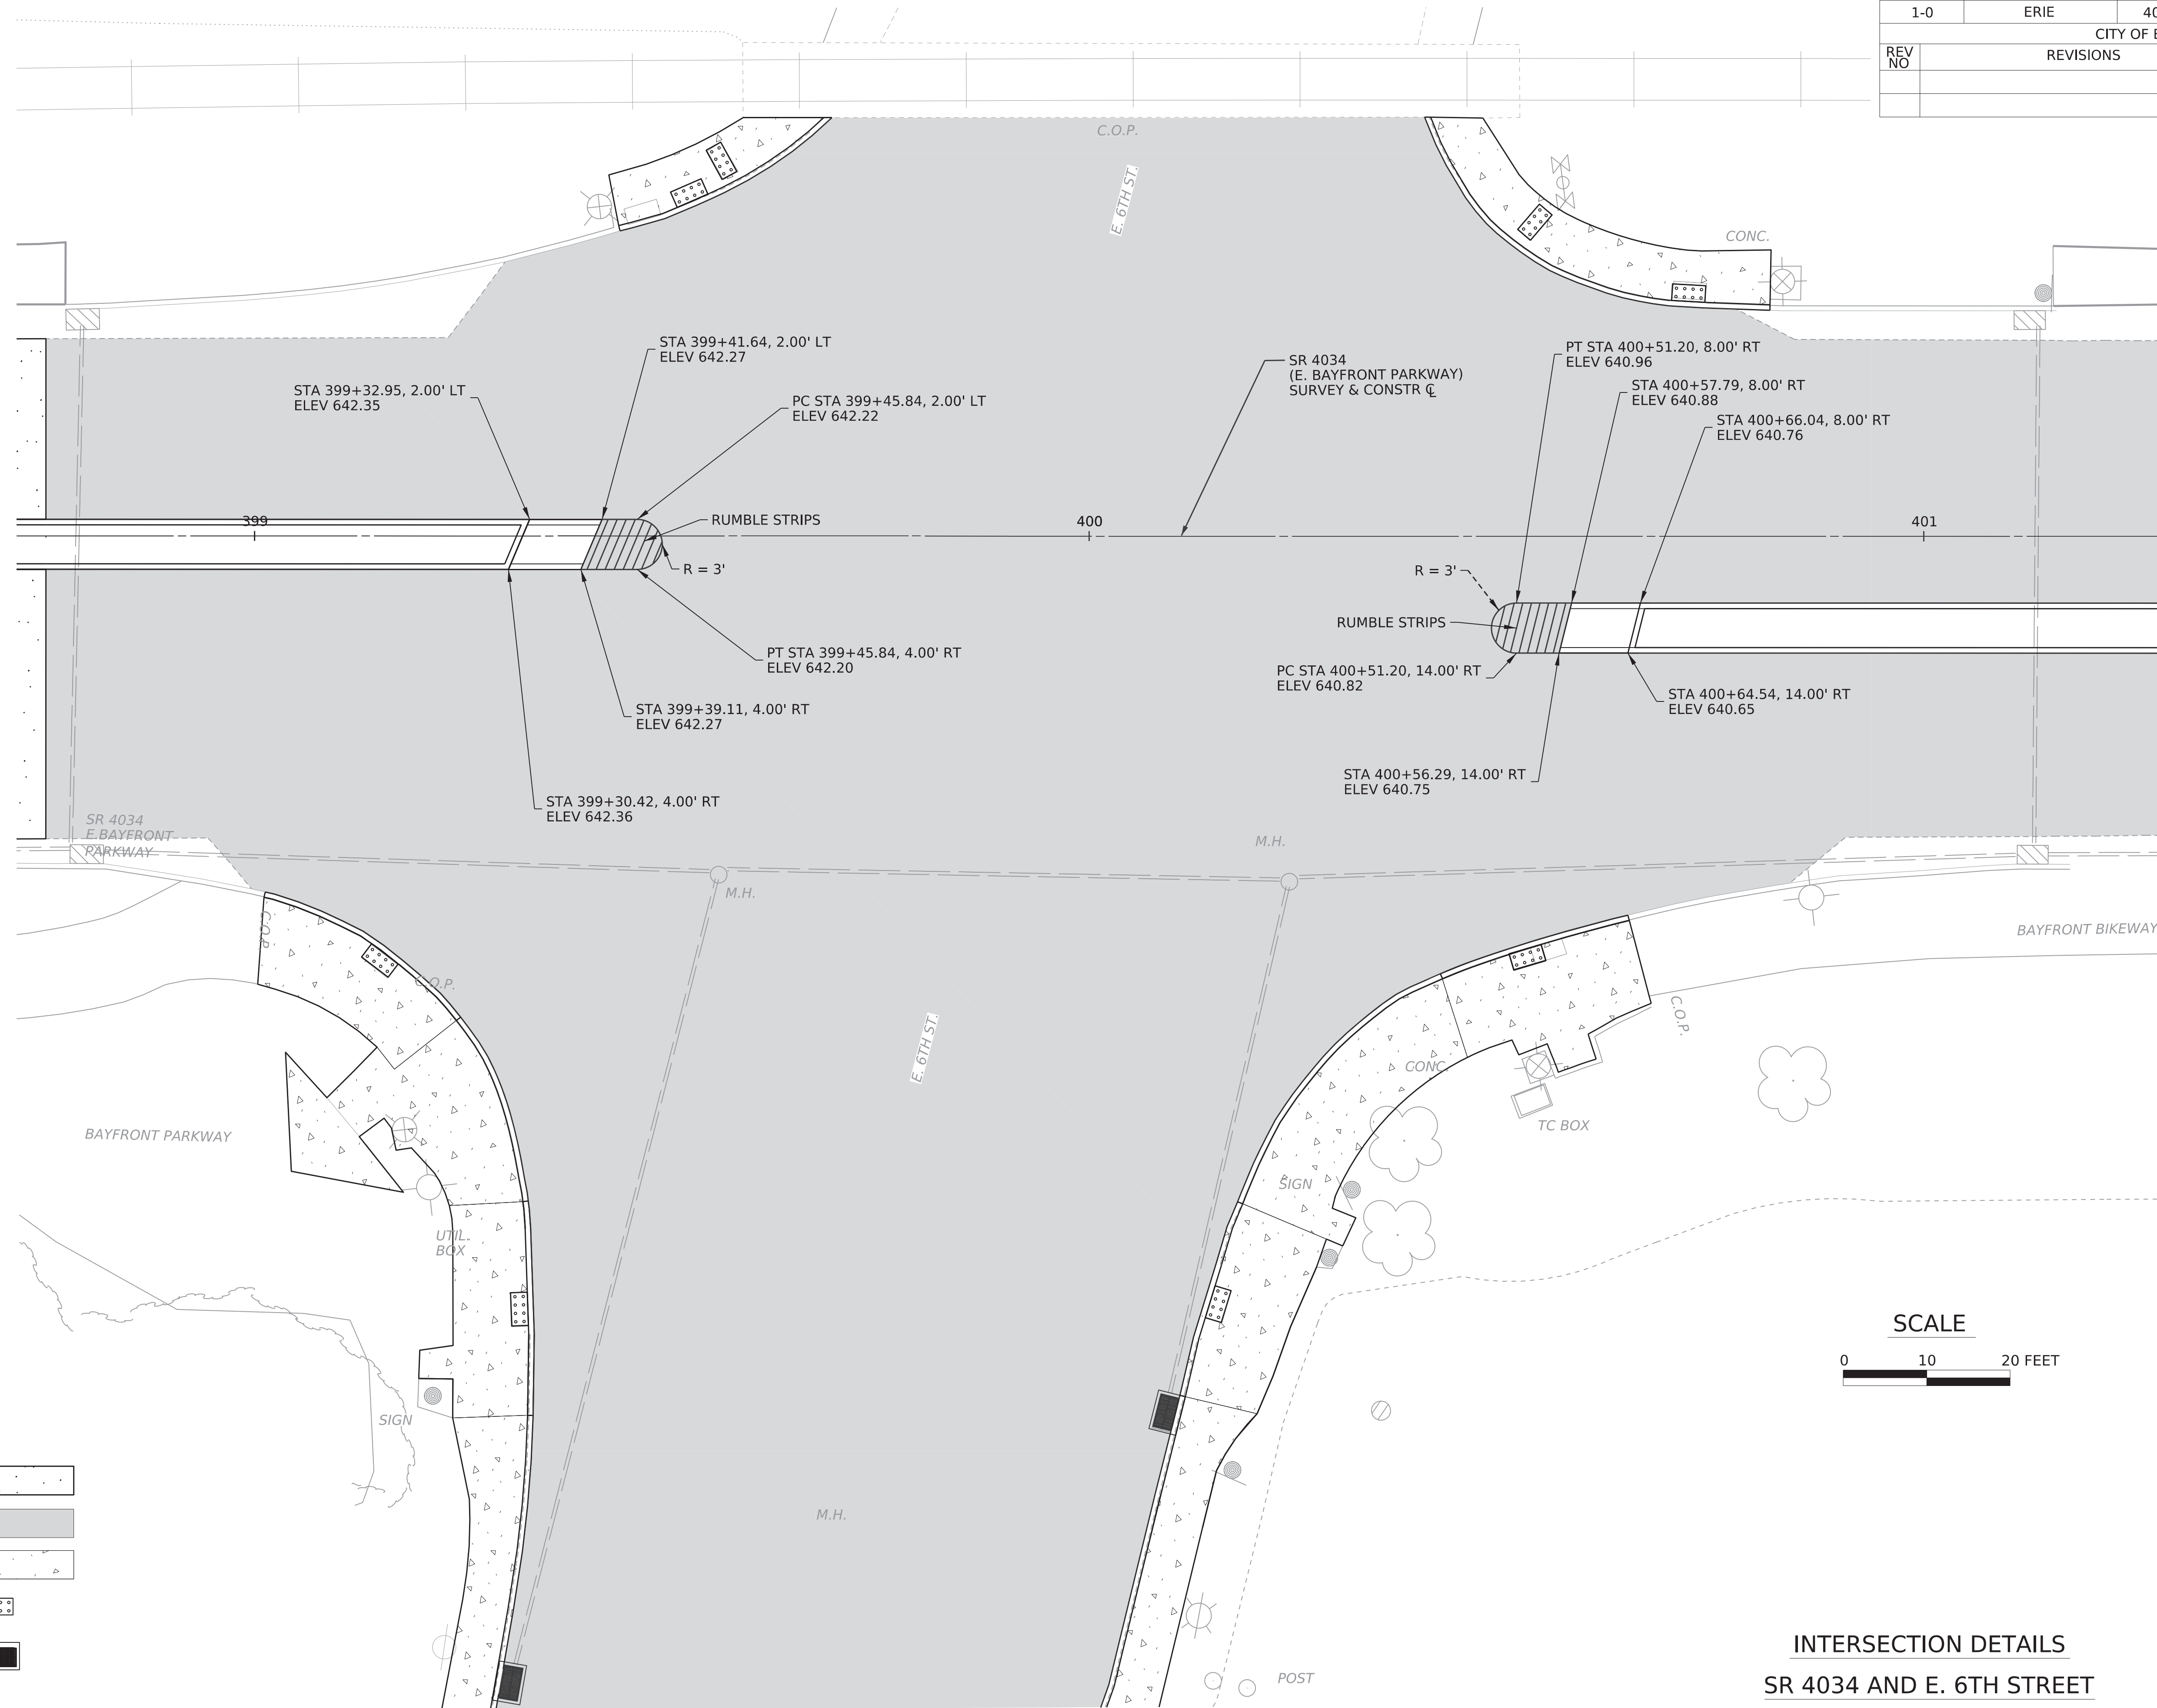 1-0 ERIE
CITY OF
REV
NO
REVISIONS
C.O.P.
E. 6TH ST.
CONC.
STA 399+41.64, 2.00' LT
ELEV 642.27
STA 399+32.95, 2.00' LT
ELEV 642.35
PC STA 399+45.84, 2.00' LT
ELEV 642.22
SR 4034
(E. BAYFRONT PARKWAY)
SURVEY & CONSTR ℄
PT STA 400+51.20, 8.00' RT
ELEV 640.96
STA 400+57.79, 8.00' RT
ELEV 640.88
STA 400+66.04, 8.00' RT
ELEV 640.76
399
RUMBLE STRIPS
400
401
R = 3'
R = 3'
RUMBLE STRIPS
PT STA 399+45.84, 4.00' RT
ELEV 642.20
PC STA 400+51.20, 14.00' RT
ELEV 640.82
STA 399+39.11, 4.00' RT
ELEV 642.27
STA 400+64.54, 14.00' RT
ELEV 640.65
STA 400+56.29, 14.00' RT
ELEV 640.75
STA 399+30.42, 4.00' RT
ELEV 642.36
SR 4034
E.BAYFRONT
PARKWAY
M.H.
M.H.
C.O.P.
C.O.P.
BAYFRONT BIKEWAY
E. 6TH ST.
C.O.P.
CONC.
BAYFRONT PARKWAY
TC BOX
SIGN
UTIL.
BOX
SCALE
0 10 20 FEET
SIGN
M.H.
POST
INTERSECTION DETAILS
SR 4034 AND E. 6TH STREET